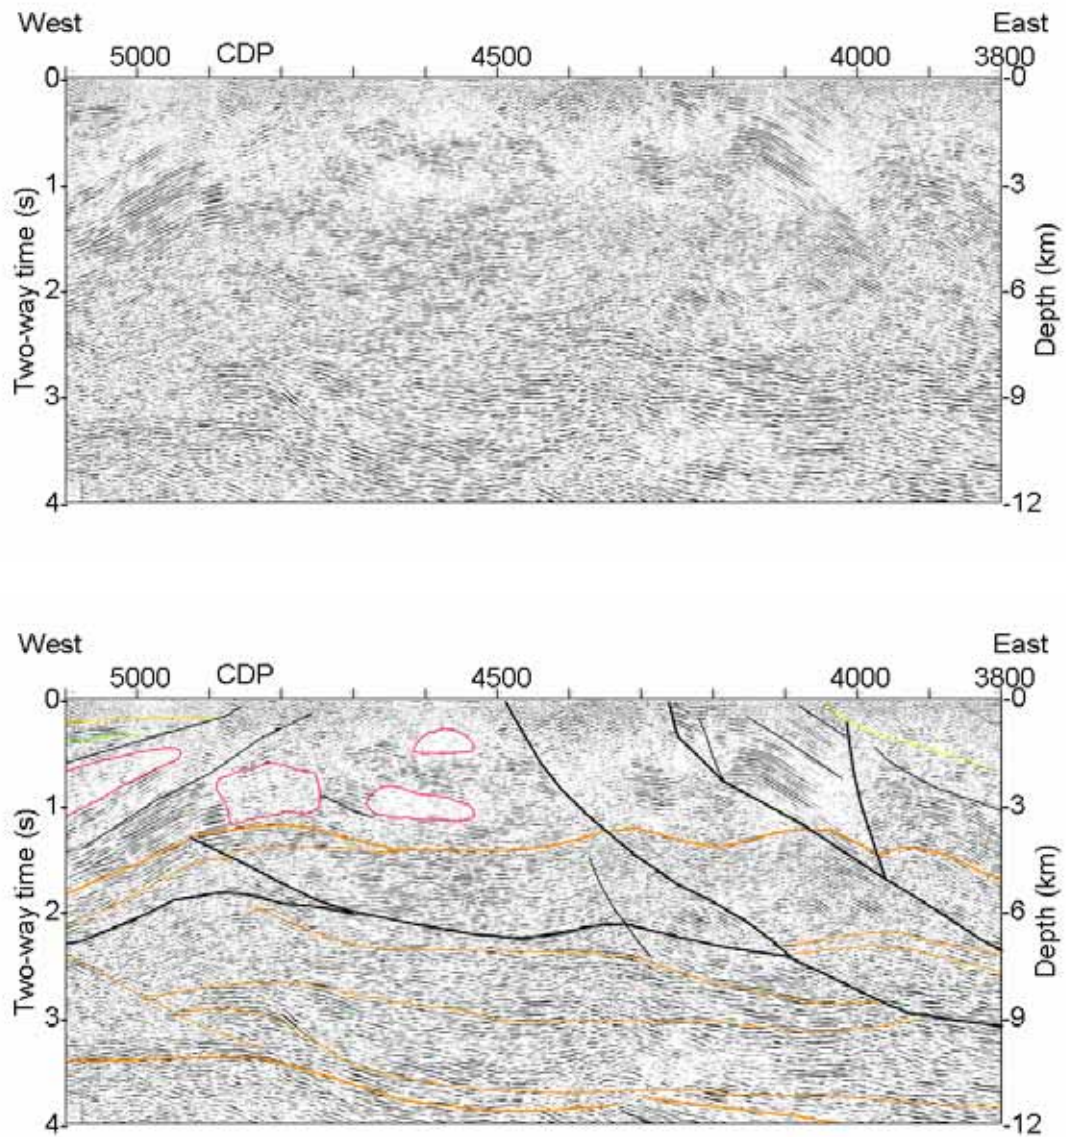 West East
5000 CDP 4500 4000 3800
0 -0
1 -3
2 -6
3 -9
4 -12
Two-way time (s)
Depth (km)
West East
5000 CDP 4500 4000 3800
0 -0
1 -3
2 -6
3 -9
4 -12
Two-way time (s)
Depth (km)